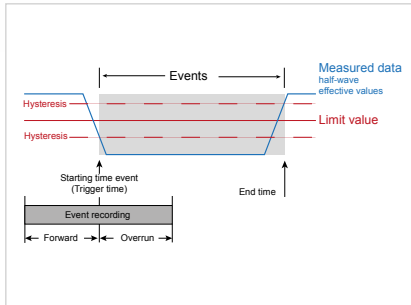 Events
Measured data
half-wave
effective values
Hysteresis
Limit value
Hysteresis
Starting time event
(Trigger time)
End time
Event recording
Forward
Overrun